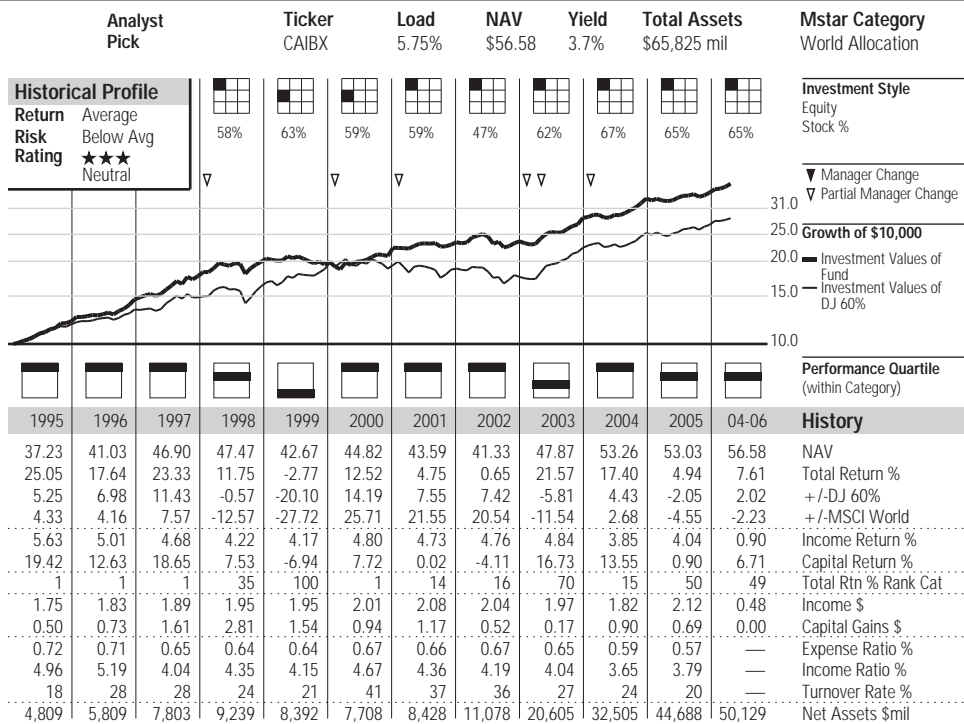 Analyst Pick Ticker Load NAV Yield Total Assets Mstar Category
CAIBX 5.75% $56.58 3.7% $65,825 mil World Allocation
Historical Profile
Return Average
Risk Below Avg
Rating ★★★
Neutral
58% 63% 59% 59% 47% 62% 67% 65% 65%
Investment Style
Equity
Stock %
▼ Manager Change
▽ Partial Manager Change
31.0
25.0
20.0
15.0
10.0
Growth of $10,000
Investment Values of
Fund
Investment Values of
DJ 60%
Performance Quartile
(within Category)
1995 1996 1997 1998 1999 2000 2001 2002 2003 2004 2005 04-06 History
37.23 41.03 46.90 47.47 42.67 44.82 43.59 41.33 47.87 53.26 53.03 56.58 NAV
25.05 17.64 23.33 11.75 -2.77 12.52 4.75 0.65 21.57 17.40 4.94 7.61 Total Return %
5.25 6.98 11.43 -0.57 -20.10 14.19 7.55 7.42 -5.81 4.43 -2.05 2.02 +/-DJ 60%
4.33 4.16 7.57 -12.57 -27.72 25.71 21.55 20.54 -11.54 2.68 -4.55 -2.23 +/-MSCI World
5.63 5.01 4.68 4.22 4.17 4.80 4.73 4.76 4.84 3.85 4.04 0.90 Income Return %
19.42 12.63 18.65 7.53 -6.94 7.72 0.02 -4.11 16.73 13.55 0.90 6.71 Capital Return %
1 1 1 35 100 1 14 16 70 15 50 49 Total Rtn % Rank Cat
1.75 1.83 1.89 1.95 1.95 2.01 2.08 2.04 1.97 1.82 2.12 0.48 Income $
0.50 0.73 1.61 2.81 1.54 0.94 1.17 0.52 0.17 0.90 0.69 0.00 Capital Gains $
0.72 0.71 0.65 0.64 0.64 0.67 0.66 0.67 0.65 0.59 0.57 — Expense Ratio %
4.96 5.19 4.04 4.35 4.15 4.67 4.36 4.19 4.04 3.65 3.79 — Income Ratio %
18 28 28 24 21 41 37 36 27 24 20 — Turnover Rate %
4,809 5,809 7,803 9,239 8,392 7,708 8,428 11,078 20,605 32,505 44,688 50,129 Net Assets $mil